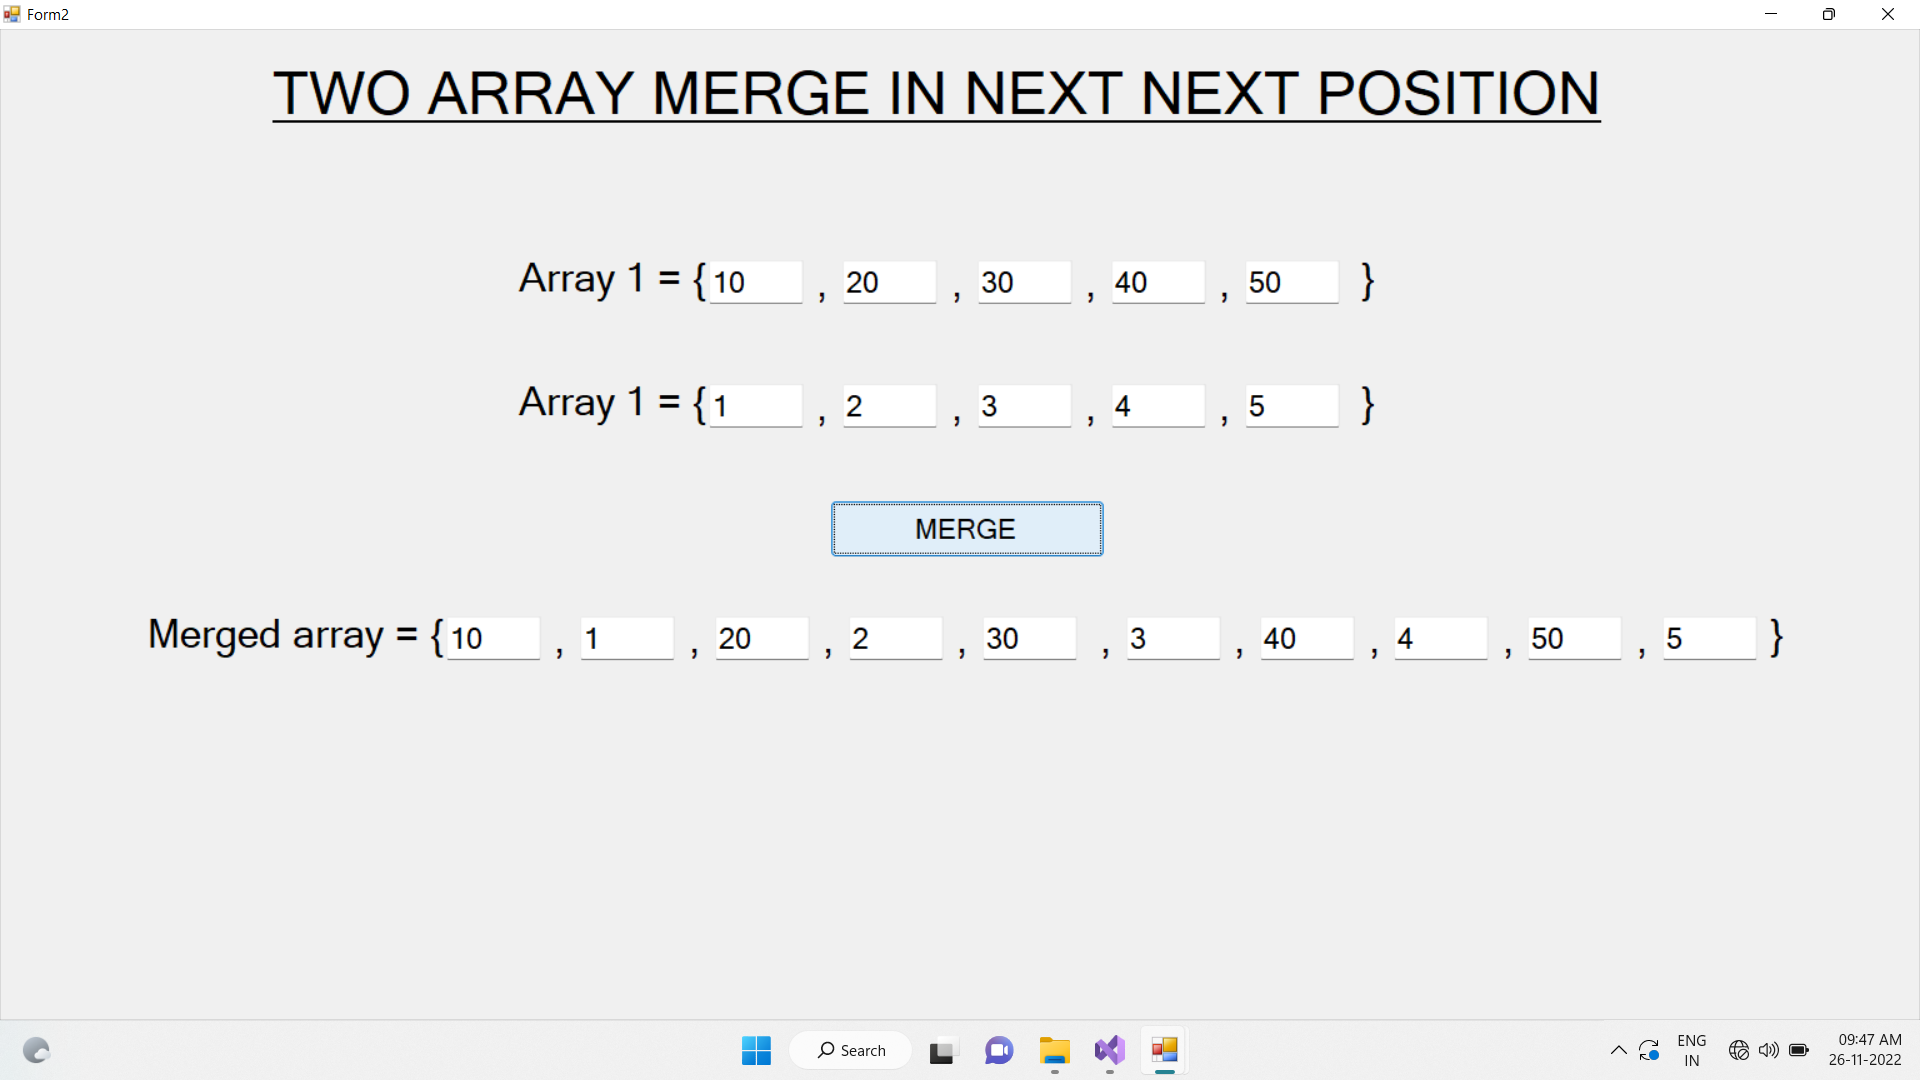 Form2
TWO ARRAY MERGE IN NEXT NEXT POSITION
Array 1 = { 10 , 20 , 30 , 40 , 50 }
Array 1 = { 1 , 2 , 3 , 4 , 5 }
MERGE
Merged array = { 10 , 1 , 20 , 2 , 30 , 3 , 40 , 4 , 50 , 5 }
Search
ENG
IN
09:47 AM
26-11-2022